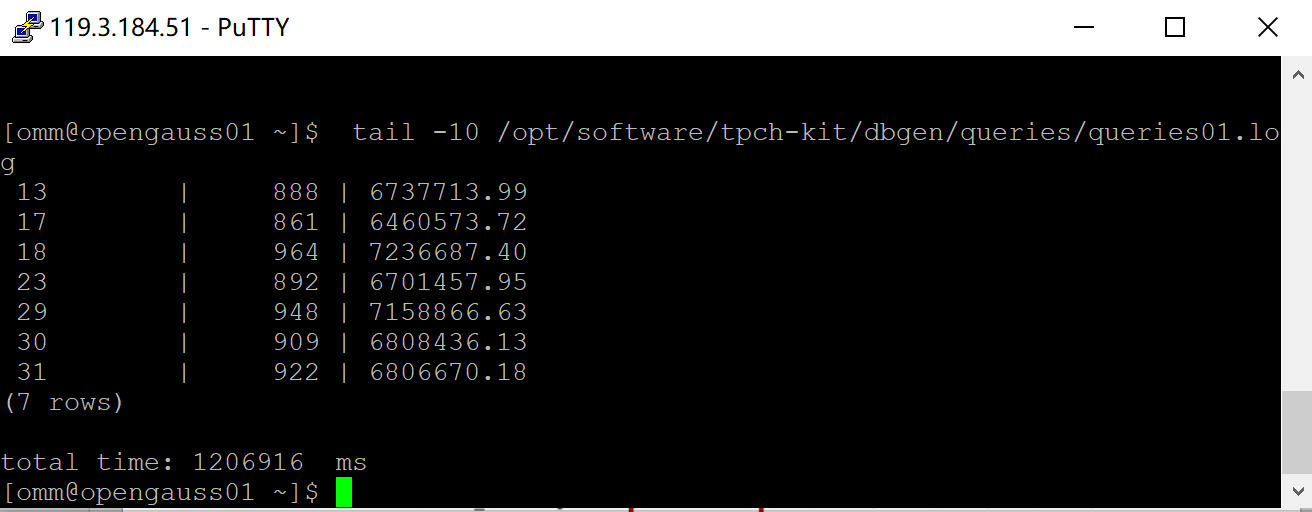 119.3.184.51 - PuTTY
[omm@opengauss01 ~]$  tail -10 /opt/software/tpch-kit/dbgen/queries/queries01.lo
g
 13        |     888 | 6737713.99
 17        |     861 | 6460573.72
 18        |     964 | 7236687.40
 23        |     892 | 6701457.95
 29        |     948 | 7158866.63
 30        |     909 | 6808436.13
 31        |     922 | 6806670.18
(7 rows)
total time: 1206916  ms
[omm@opengauss01 ~]$